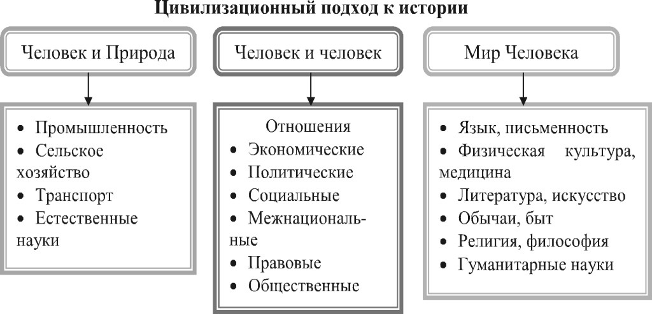 Цивилизационный подход к истории
Человек и Природа
Человек и человек
Мир Человека
• Промышленность
• Сельское
хозяйство
• Транспорт
• Естественные
науки
Отношения
• Экономические
• Политические
• Социальные
• Межнациональ-
ные
• Правовые
• Общественные
• Язык, письменность
• Физическая культура,
медицина
• Литература, искусство
• Обычаи, быт
• Религия, философия
• Гуманитарные науки